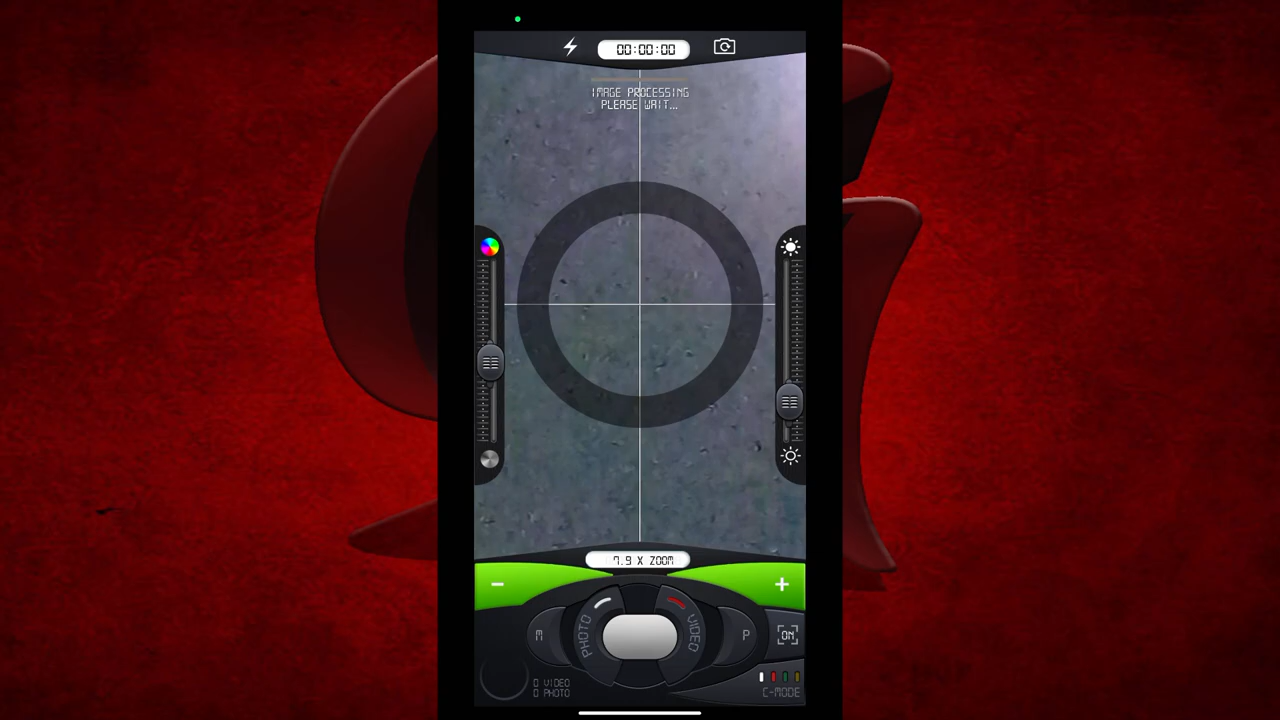 00:00:00
IMAGE PROCESSING
PLEASE WAIT...
7.9 X ZOOM
PHOTO
VIDEO
M
P
ON
0 VIDEO
0 PHOTO
C-MODE